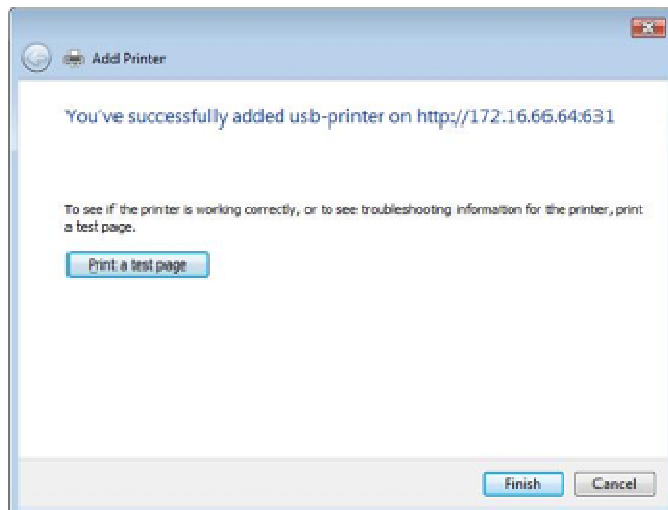 Add Printer
You've successfully added usb-printer on http://172.16.66.64:631
To see if the printer is working correctly, or to see troubleshooting information for the printer, print
a test page.
Print a test page
Finish
Cancel